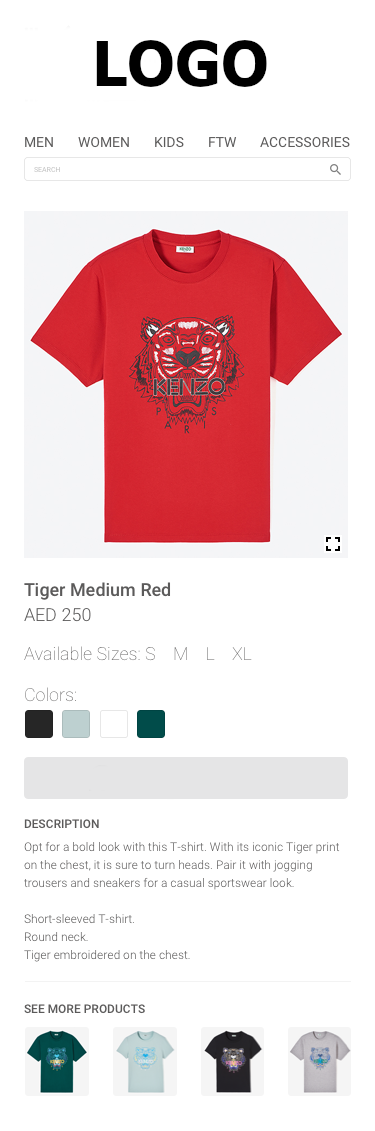 LOGO
MEN WOMEN KIDS FTW ACCESSORIES
SEARCH
KENZO
KENZO
PARIS
Tiger Medium Red
AED 250
Available Sizes: S M L XL
Colors:
DESCRIPTION
Opt for a bold look with this T-shirt. With its iconic Tiger print
on the chest, it is sure to turn heads. Pair it with jogging
trousers and sneakers for a casual sportswear look.
Short-sleeved T-shirt.
Round neck.
Tiger embroidered on the chest.
SEE MORE PRODUCTS